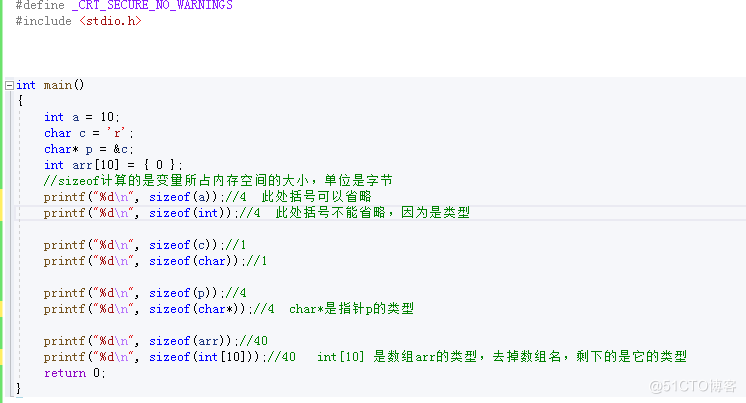 #define _CRT_SECURE_NO_WARNINGS
#include <stdio.h>
int main()
{
int a = 10;
char c = 'r';
char* p = &c;
int arr[10] = { 0 };
//sizeof计算的是变量所占内存空间的大小，单位是字节
printf("%d\n", sizeof(a));//4 此处括号可以省略
printf("%d\n", sizeof(int));//4 此处括号不能省略，因为是类型
printf("%d\n", sizeof(c));//1
printf("%d\n", sizeof(char));//1
printf("%d\n", sizeof(p));//4
printf("%d\n", sizeof(char*));//4 char*是指针p的类型
printf("%d\n", sizeof(arr));//40
printf("%d\n", sizeof(int[10]));//40 int[10] 是数组arr的类型，去掉数组名，剩下的是它的类型
return 0;
}
@51CTO博客